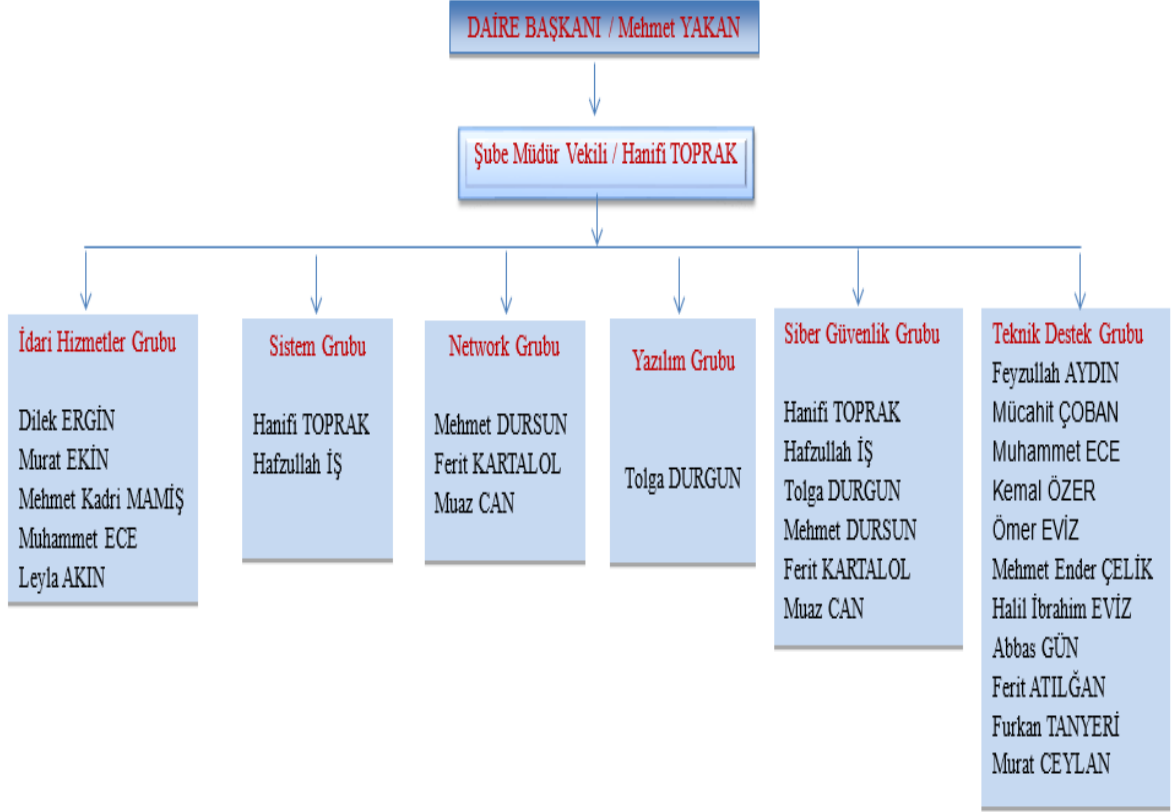 DAİRE BAŞKANI / Mehmet YAKAN
Şube Müdür Vekili / Hanifi TOPRAK
İdari Hizmetler Grubu
Dilek ERGİN
Murat EKİN
Mehmet Kadri MAMİŞ
Muhammet ECE
Leyla AKIN
Sistem Grubu
Hanifi TOPRAK
Hafzullah İŞ
Network Grubu
Mehmet DURSUN
Ferit KARTALOL
Muaz CAN
Yazılım Grubu
Tolga DURGUN
Siber Güvenlik Grubu
Hanifi TOPRAK
Hafzullah İŞ
Tolga DURGUN
Mehmet DURSUN
Ferit KARTALOL
Muaz CAN
Teknik Destek Grubu
Feyzullah AYDIN
Mücahit ÇOBAN
Muhammet ECE
Kemal ÖZER
Ömer EVİZ
Mehmet Ender ÇELİK
Halil İbrahim EVİZ
Abbas GÜN
Ferit ATILĞAN
Furkan TANYERİ
Murat CEYLAN